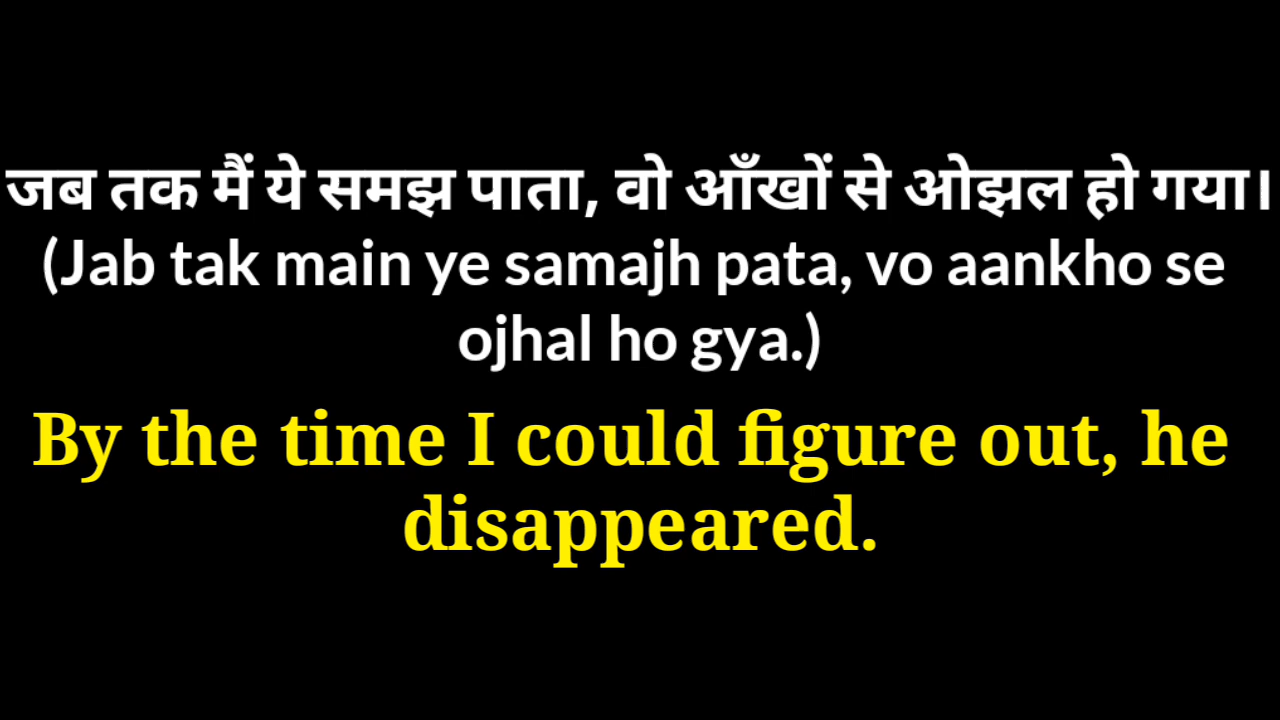 जब तक मैं ये समझ पाता, वो आँखों से ओझल हो गया।
(Jab tak main ye samajh pata, vo aankho se
ojhal ho gya.)
By the time I could figure out, he
disappeared.